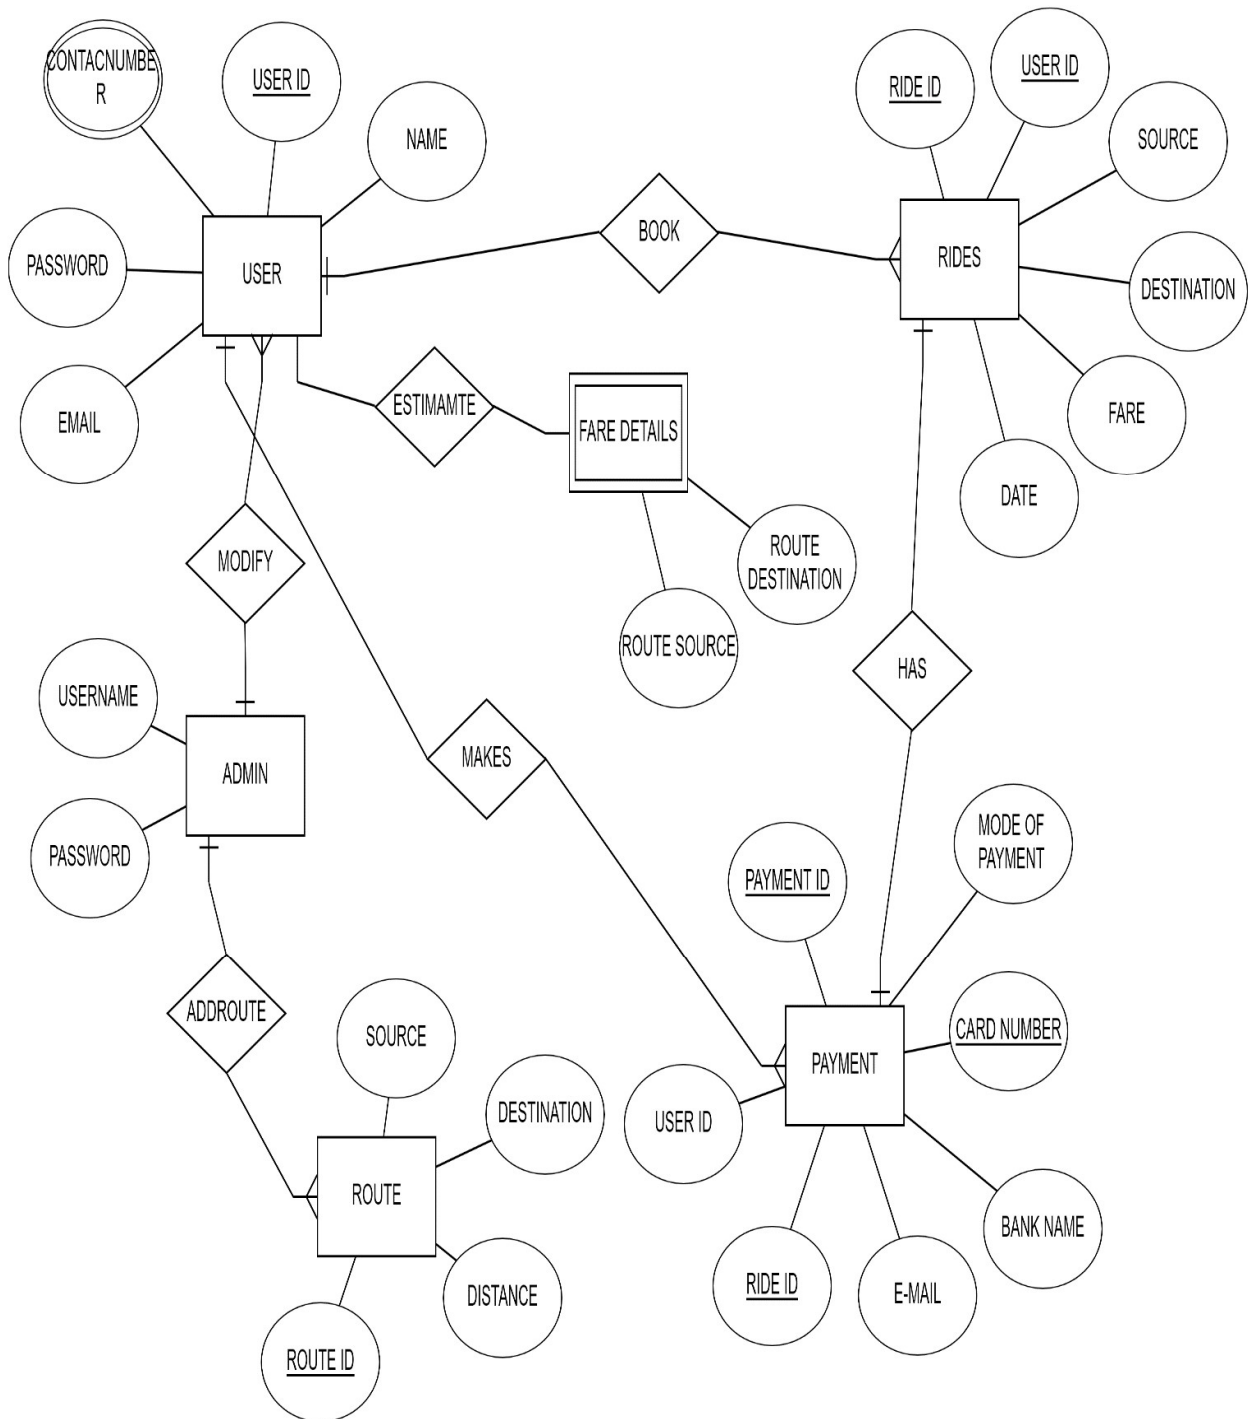 CONTACNUMBE
R
USER ID
NAME
PASSWORD
USER
EMAIL
BOOK
RIDE ID
USER ID
SOURCE
RIDES
DESTINATION
FARE
DATE
ESTIMAMTE
FARE DETAILS
ROUTE
DESTINATION
ROUTE SOURCE
MODIFY
HAS
USERNAME
ADMIN
PASSWORD
MAKES
MODE OF
PAYMENT
PAYMENT ID
CARD NUMBER
PAYMENT
USER ID
BANK NAME
RIDE ID
E-MAIL
ADDROUTE
SOURCE
DESTINATION
ROUTE
DISTANCE
ROUTE ID